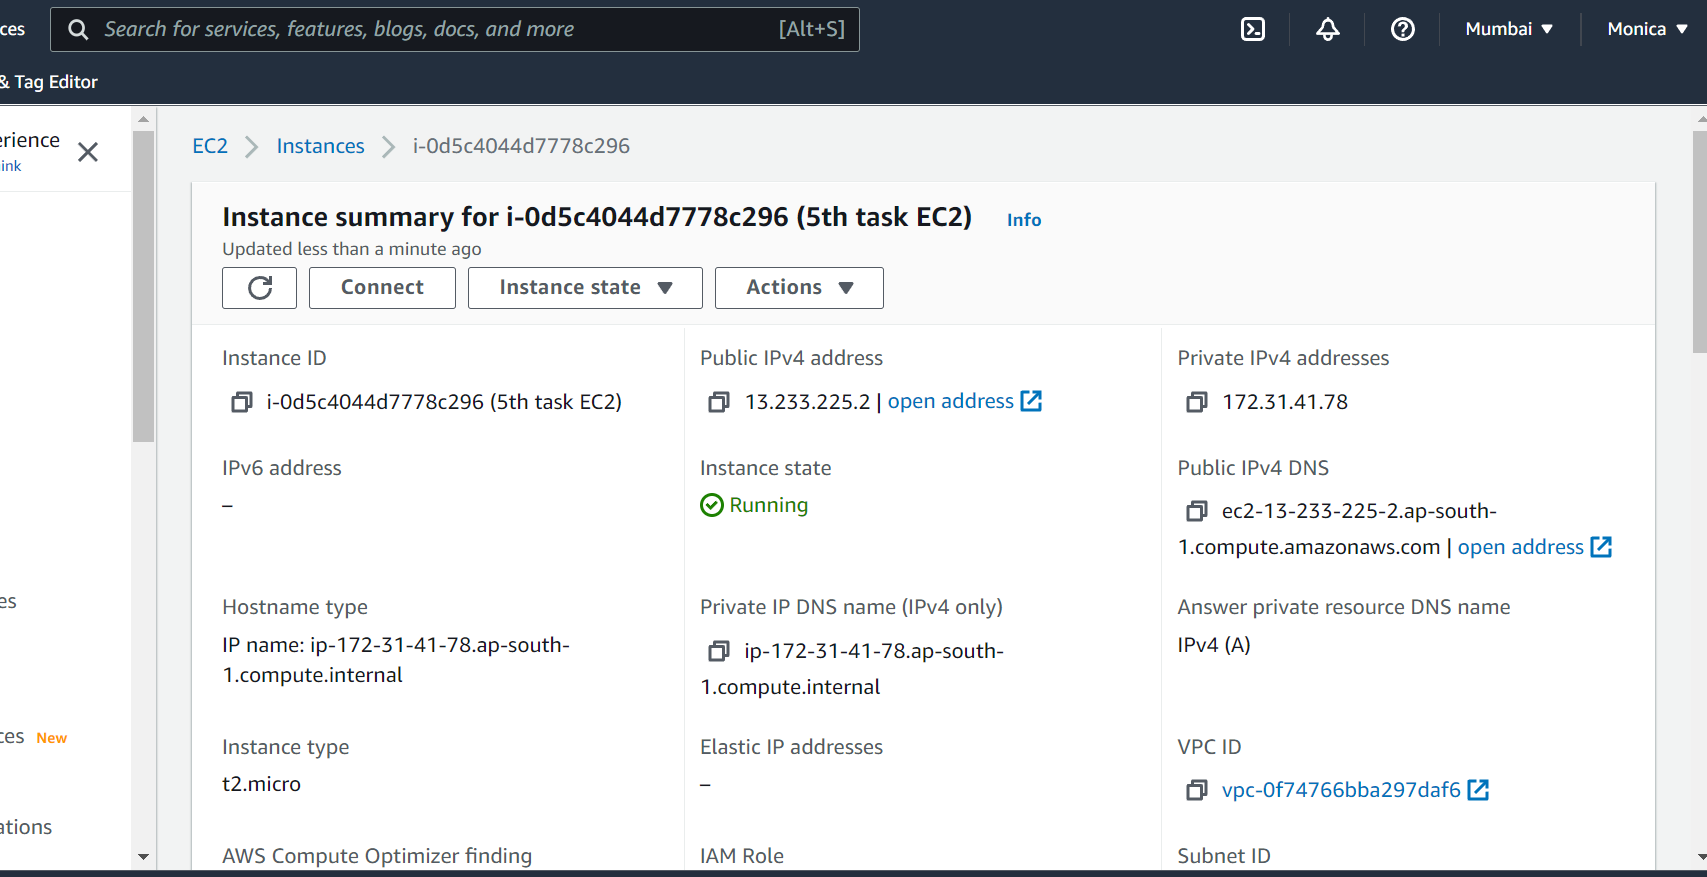 ces Search for services, features, blogs, docs, and more [Alt+S] Mumbai Monica
& Tag Editor
erience
ink
EC2 Instances i-0d5c4044d7778c296
Instance summary for i-0d5c4044d7778c296 (5th task EC2) Info
Updated less than a minute ago
Connect Instance state Actions
Instance ID Public IPv4 address Private IPv4 addresses
i-0d5c4044d7778c296 (5th task EC2) 13.233.225.2 | open address 172.31.41.78
IPv6 address Instance state Public IPv4 DNS
– Running ec2-13-233-225-2.ap-south-
1.compute.amazonaws.com | open address
es
Hostname type Private IP DNS name (IPv4 only) Answer private resource DNS name
IP name: ip-172-31-41-78.ap-south- ip-172-31-41-78.ap-south- IPv4 (A)
1.compute.internal 1.compute.internal
ces New
Instance type Elastic IP addresses VPC ID
t2.micro – vpc-0f74766bba297daf6
ations
AWS Compute Optimizer finding IAM Role Subnet ID